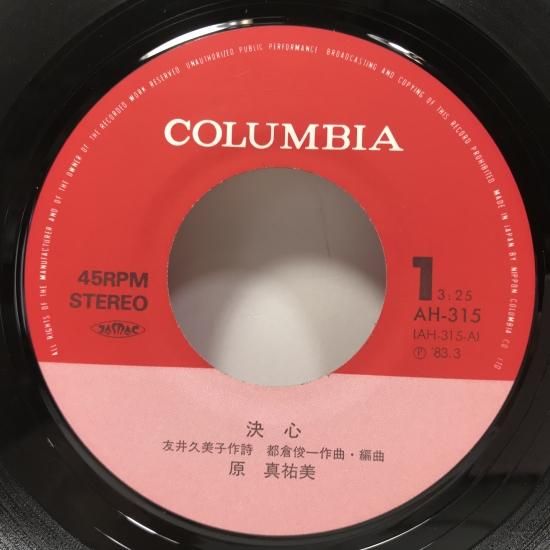 ALL RIGHTS OF THE MANUFACTURER AND OF THE OWNER OF THE RECORDED WORK RESERVED UNAUTHORIZED PUBLIC PERFORMANCE BROADCASTING AND COPYING OF THIS RECORD PROHIBITED MADE IN JAPAN BY NIPPON COLUMBIA CO LTD
COLUMBIA
45RPM
STEREO
JASRAC
1 3:25
AH-315
(AH-315-A)
Ⓟ '83.3
決心
友井久美子作詩 都倉俊一作曲・編曲
原 真祐美